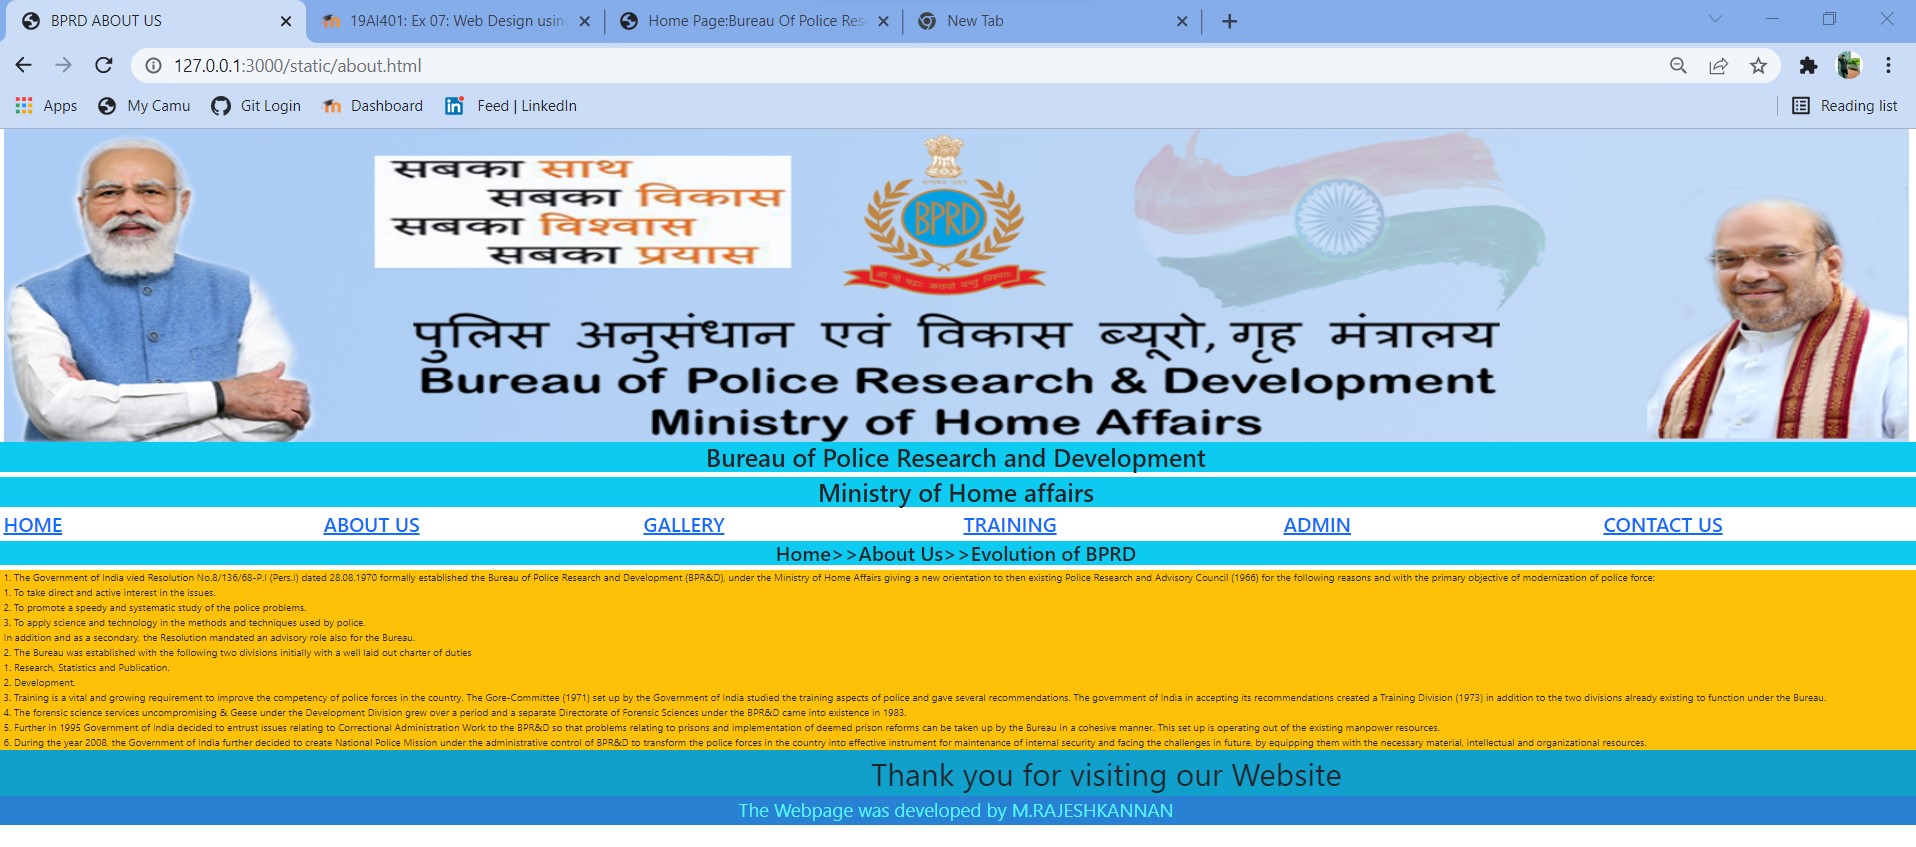 BPRD ABOUT US
19AI401: Ex 07: Web Design using
Home Page:Bureau Of Police Res
New Tab
127.0.0.1:3000/static/about.html
Apps
My Camu
Git Login
Dashboard
Feed | LinkedIn
Reading list
सबका साथ
सबका विकास
सबका विश्वास
सबका प्रयास
BPRD
पुलिस अनुसंधान एवं विकास ब्यूरो, गृह मंत्रालय
Bureau of Police Research & Development
Ministry of Home Affairs
Bureau of Police Research and Development
Ministry of Home affairs
HOME ABOUT US GALLERY TRAINING ADMIN CONTACT US
Home>>About Us>>Evolution of BPRD
1. The Government of India vied Resolution No.8/136/68-P.I (Pers.I) dated 28.08.1970 formally established the Bureau of Police Research and Development (BPR&D), under the Ministry of Home Affairs giving a new orientation to then existing Police Research and Advisory Council (1966) for the following reasons and with the primary objective of modernization of police force:
1. To take direct and active interest in the issues.
2. To promote a speedy and systematic study of the police problems.
3. To apply science and technology in the methods and techniques used by police.
In addition and as a secondary, the Resolution mandated an advisory role also for the Bureau.
2. The Bureau was established with the following two divisions initially with a well laid out charter of duties
1. Research, Statistics and Publication.
2. Development.
3. Training is a vital and growing requirement to improve the competency of police forces in the country. The Gore-Committee (1971) set up by the Government of India studied the training aspects of police and gave several recommendations. The government of India in accepting its recommendations created a Training Division (1973) in addition to the two divisions already existing to function under the Bureau.
4. The forensic science services uncompromising & Geese under the Development Division grew over a period and a separate Directorate of Forensic Sciences under the BPR&D came into existence in 1983.
5. Further in 1995 Government of India decided to entrust issues relating to Correctional Administration Work to the BPR&D so that problems relating to prisons and implementation of deemed prison reforms can be taken up by the Bureau in a cohesive manner. This set up is operating out of the existing manpower resources.
6. During the year 2008, the Government of India further decided to create National Police Mission under the administrative control of BPR&D to transform the police forces in the country into effective instrument for maintenance of internal security and facing the challenges in future, by equipping them with the necessary material, intellectual and organizational resources.
Thank you for visiting our Website
The Webpage was developed by M.RAJESHKANNAN